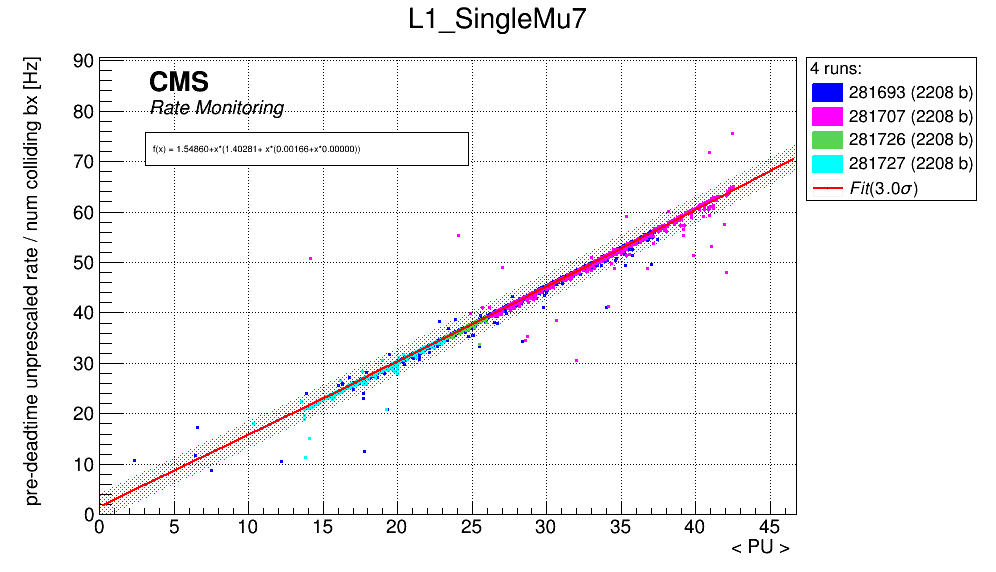 L1_SingleMu7
pre-deadtime unprescaled rate / num colliding bx [Hz]
90
80
70
60
50
40
30
20
10
0
CMS
Rate Monitoring
f(x) = 1.54860+x*(1.40281+ x*(0.00166+x*0.00000))
0 5 10 15 20 25 30 35 40 45
< PU >
4 runs:
281693 (2208 b)
281707 (2208 b)
281726 (2208 b)
281727 (2208 b)
Fit(3.0σ)